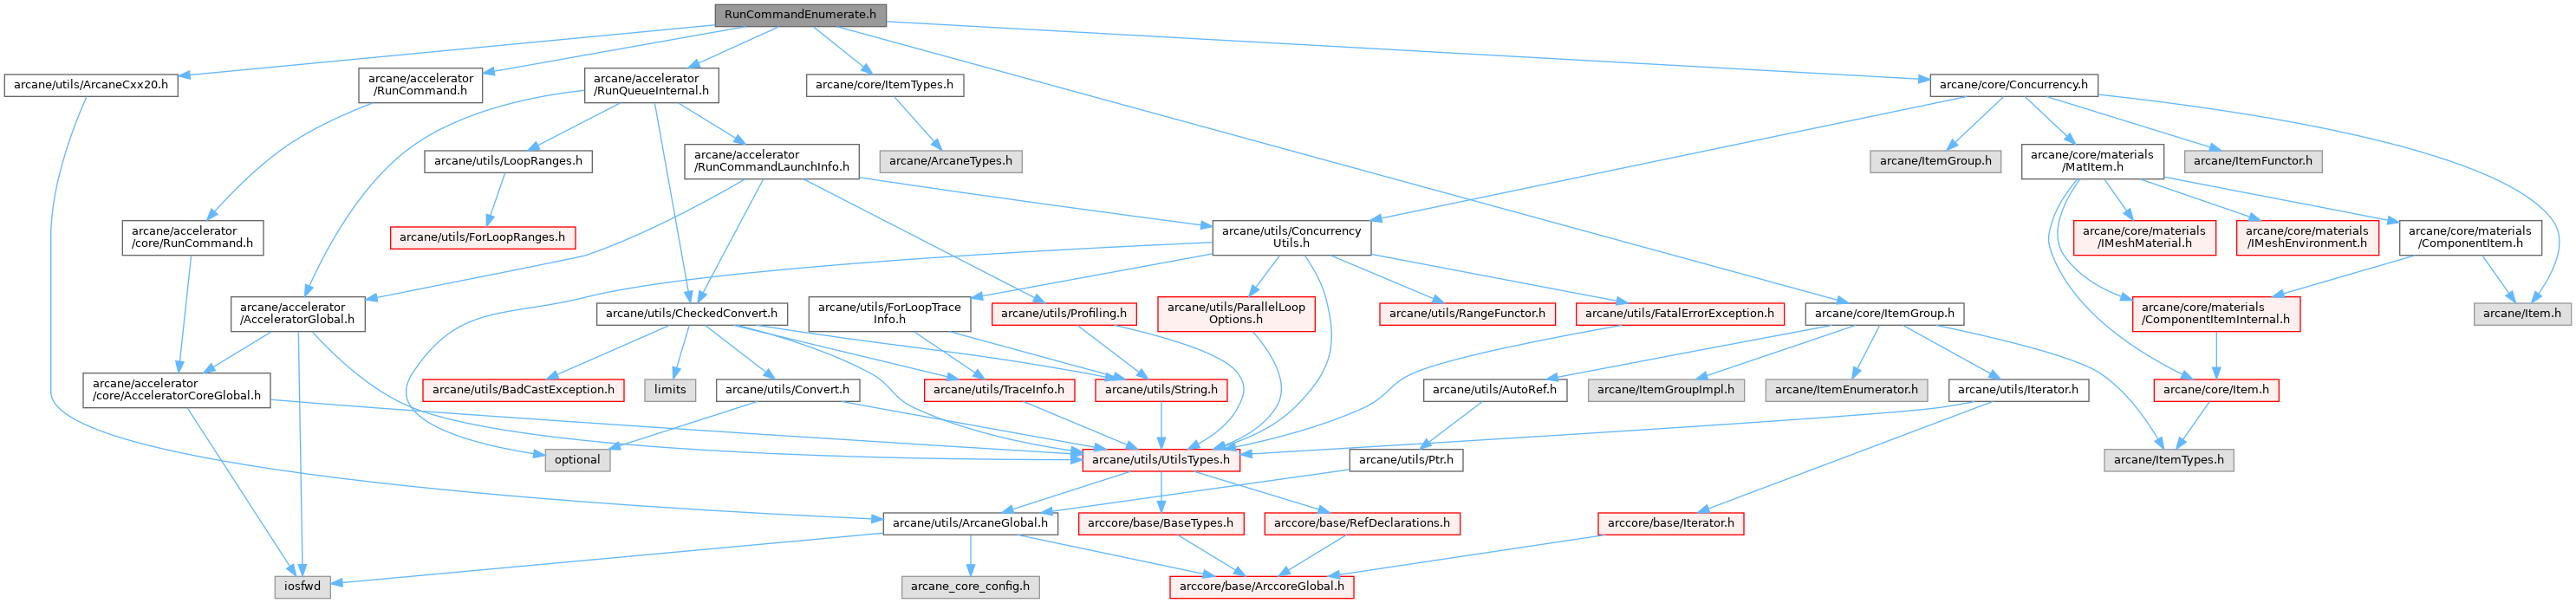 RunCommandEnumerate.h
arcane/utils/ArcaneCxx20.h
arcane/accelerator
/RunCommand.h
arcane/accelerator
/RunQueueInternal.h
arcane/core/ItemTypes.h
arcane/core/Concurrency.h
arcane/utils/LoopRanges.h
arcane/accelerator
/RunCommandLaunchInfo.h
arcane/ArcaneTypes.h
arcane/ItemGroup.h
arcane/core/materials
/MatItem.h
arcane/ItemFunctor.h
arcane/accelerator
/core/RunCommand.h
arcane/utils/ForLoopRanges.h
arcane/utils/Concurrency
Utils.h
arcane/core/materials
/IMeshMaterial.h
arcane/core/materials
/IMeshEnvironment.h
arcane/core/materials
/ComponentItem.h
arcane/accelerator
/AcceleratorGlobal.h
arcane/utils/CheckedConvert.h
arcane/utils/ForLoopTrace
Info.h
arcane/utils/Profiling.h
arcane/utils/ParallelLoop
Options.h
arcane/utils/RangeFunctor.h
arcane/utils/FatalErrorException.h
arcane/core/ItemGroup.h
arcane/core/materials
/ComponentItemInternal.h
arcane/Item.h
arcane/accelerator
/core/AcceleratorCoreGlobal.h
arcane/utils/BadCastException.h
limits
arcane/utils/Convert.h
arcane/utils/TraceInfo.h
arcane/utils/String.h
arcane/utils/AutoRef.h
arcane/ItemGroupImpl.h
arcane/ItemEnumerator.h
arcane/utils/Iterator.h
arcane/core/Item.h
optional
arcane/utils/UtilsTypes.h
arcane/utils/Ptr.h
arcane/ItemTypes.h
arcane/utils/ArcaneGlobal.h
arccore/base/BaseTypes.h
arccore/base/RefDeclarations.h
arccore/base/Iterator.h
iosfwd
arcane_core_config.h
arccore/base/ArccoreGlobal.h